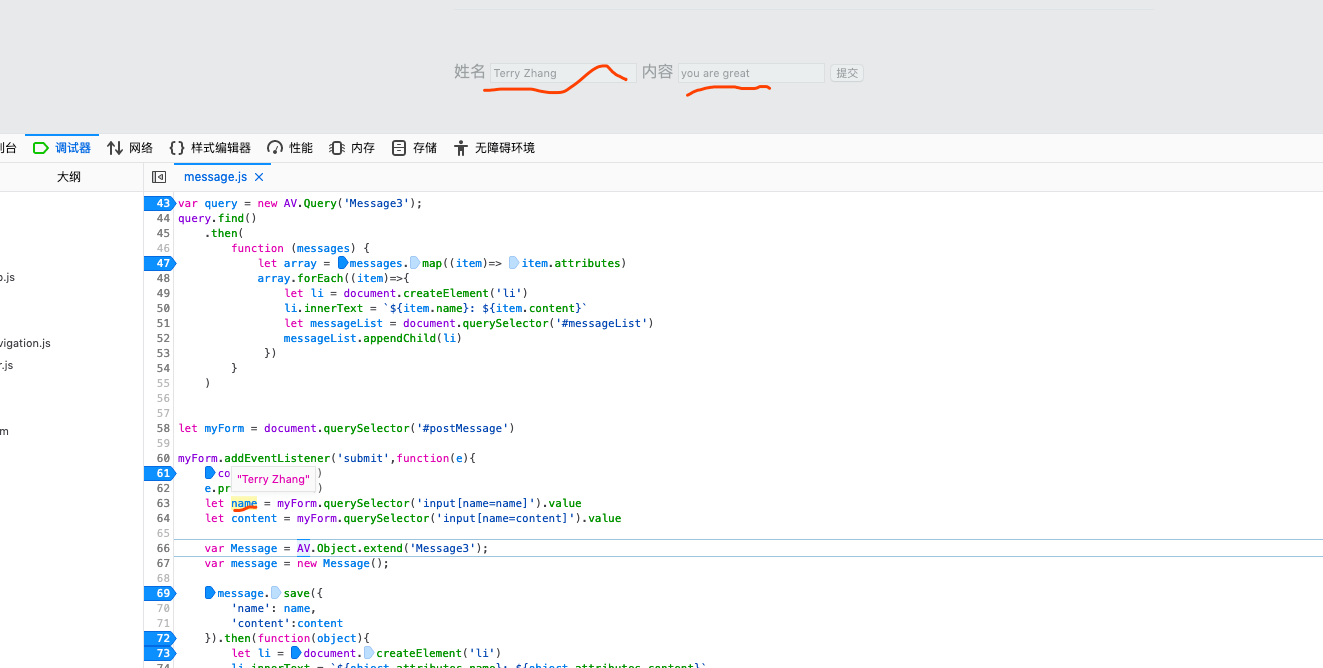 姓名 Terry Zhang 内容 you are great 提交
调试器 网络 样式编辑器 性能 内存 存储 无障碍环境
大纲 message.js
43 var query = new AV.Query('Message3');
44 query.find()
45 .then(
46 function (messages) {
47 let array = messages.map((item)=> item.attributes)
.js
48 array.forEach((item)=>{
49 let li = document.createElement('li')
50 li.innerText = `${item.name}: ${item.content}`
51 let messageList = document.querySelector('#messageList')
52 messageList.appendChild(li)
vigation.js
53 })
r.js
54 }
55 )
56
57
58 let myForm = document.querySelector('#postMessage')
m
59
60 myForm.addEventListener('submit',function(e){
61 co )
"Terry Zhang"
62 e.pr )
63 let name = myForm.querySelector('input[name=name]').value
64 let content = myForm.querySelector('input[name=content]').value
65
66 var Message = AV.Object.extend('Message3');
67 var message = new Message();
68
69 message.save({
70 'name': name,
71 'content':content
72 }).then(function(object){
73 let li = document.createElement('li')
74 li.innerText = `${object.attributes.name}: ${object.attributes.content}`